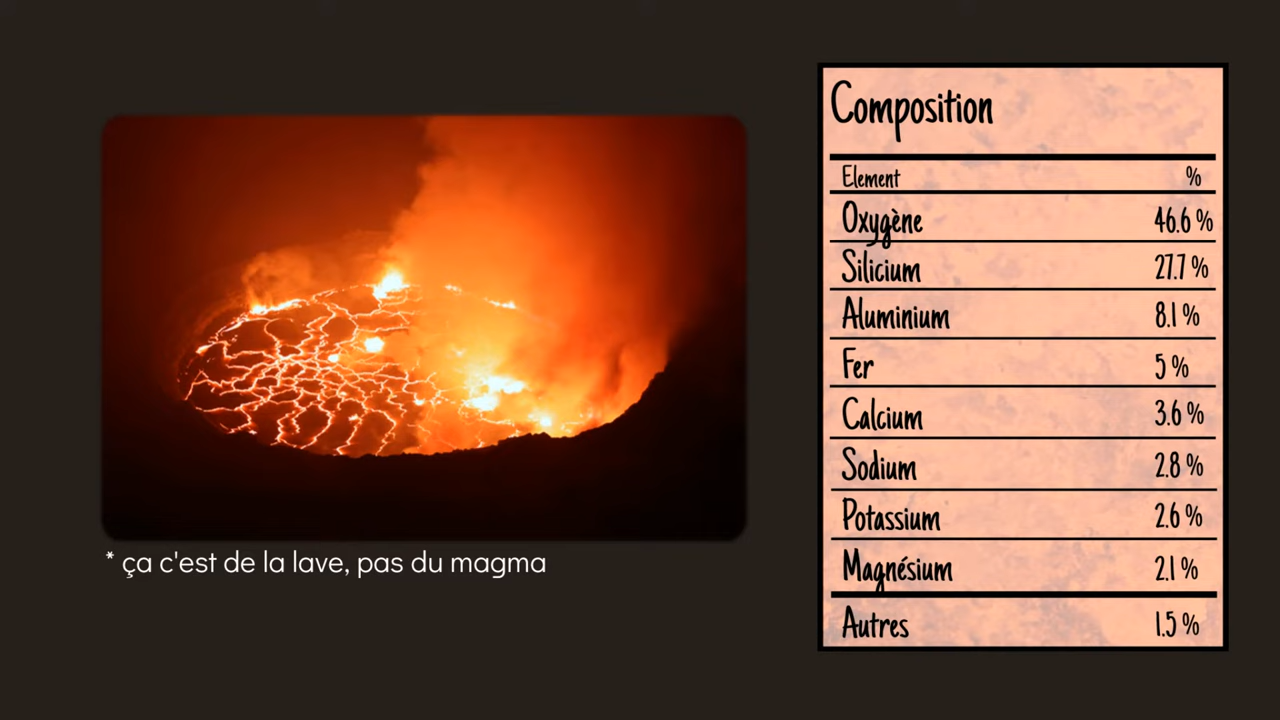 * ça c'est de la lave, pas du magma
Composition
Element %
Oxygène 46.6 %
Silicium 27.7 %
Aluminium 8.1 %
Fer 5 %
Calcium 3.6 %
Sodium 2.8 %
Potassium 2.6 %
Magnésium 2.1 %
Autres 1.5 %